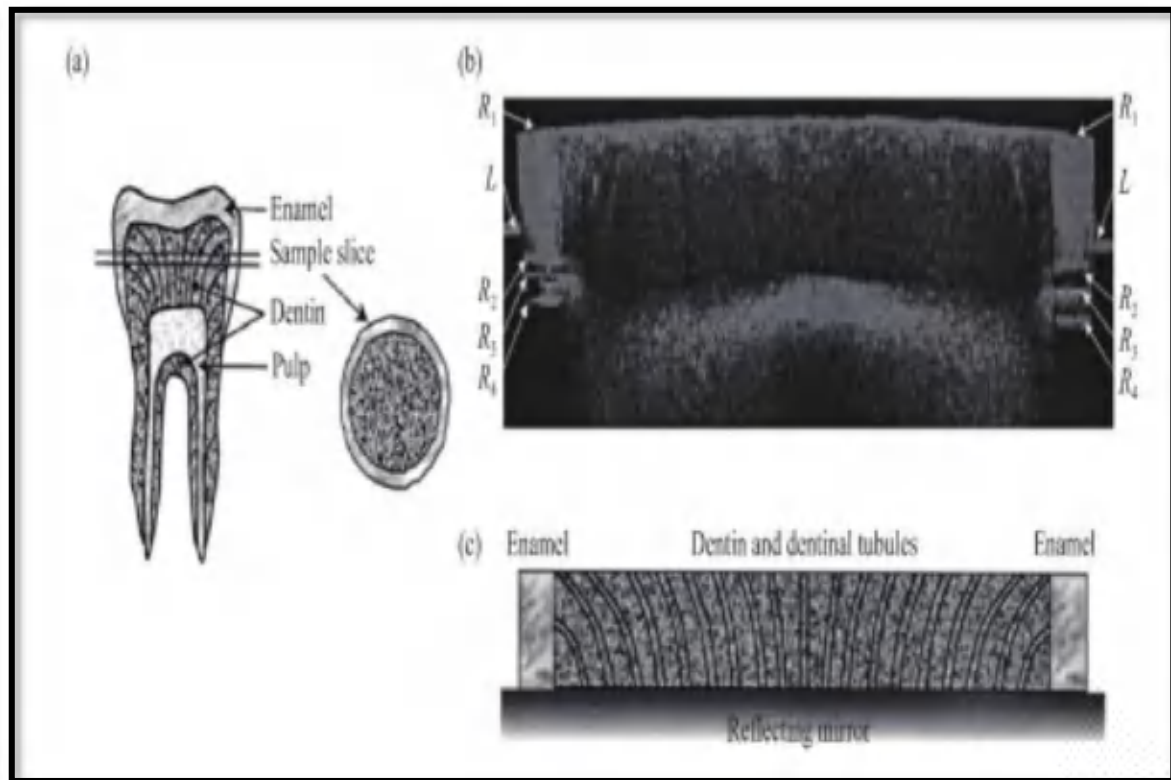 (a)
Enamel
Sample slice
Dentin
Pulp
(b)
R1
R1
L
L
R2
R2
R3
R3
R4
R4
(c)
Enamel
Dentin and dentinal tubules
Enamel
Reflecting mirror